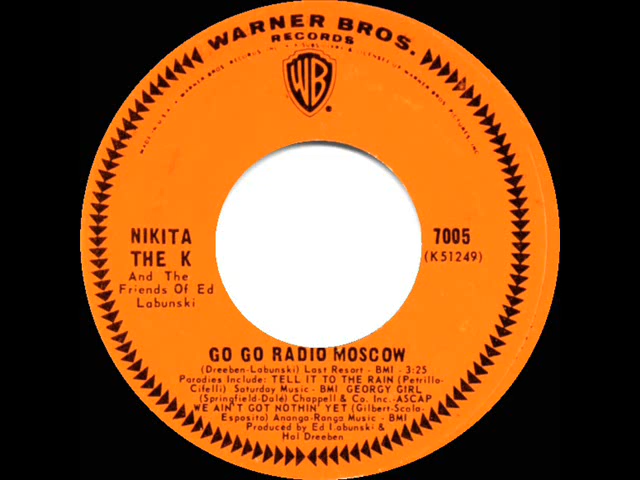 WARNER BROS.
RECORDS
WB
NIKITA
THE K
And The
Friends Of Ed
Labunski
7005
(K51249)
GO GO RADIO MOSCOW
(Dreeben-Labunski) Last Resort - BMI - 3:25
Parodies Include: TELL IT TO THE RAIN (Petrillo-
Cifelli) Saturday Music - BMI GEORGY GIRL
(Springfield-Dale) Chappell & Co. Inc.-ASCAP
WE AIN'T GOT NOTHIN' YET (Gilbert-Scala-
Esposito) Ananga-Ranga Music - BMI
Produced by Ed Labunski &
Hal Dreeben